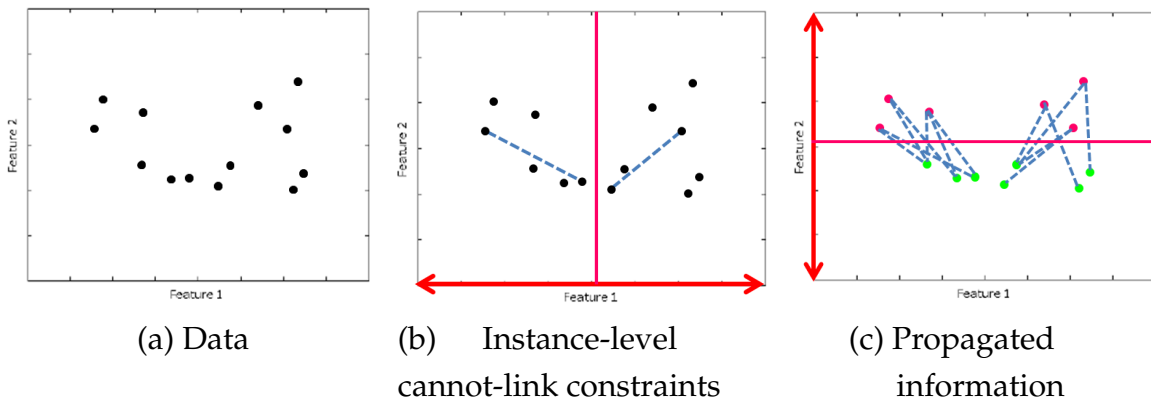 Feature 2
Feature 1
(a) Data
Feature 2
Feature 1
(b) Instance-level
cannot-link constraints
Feature 2
Feature 1
(c) Propagated
information